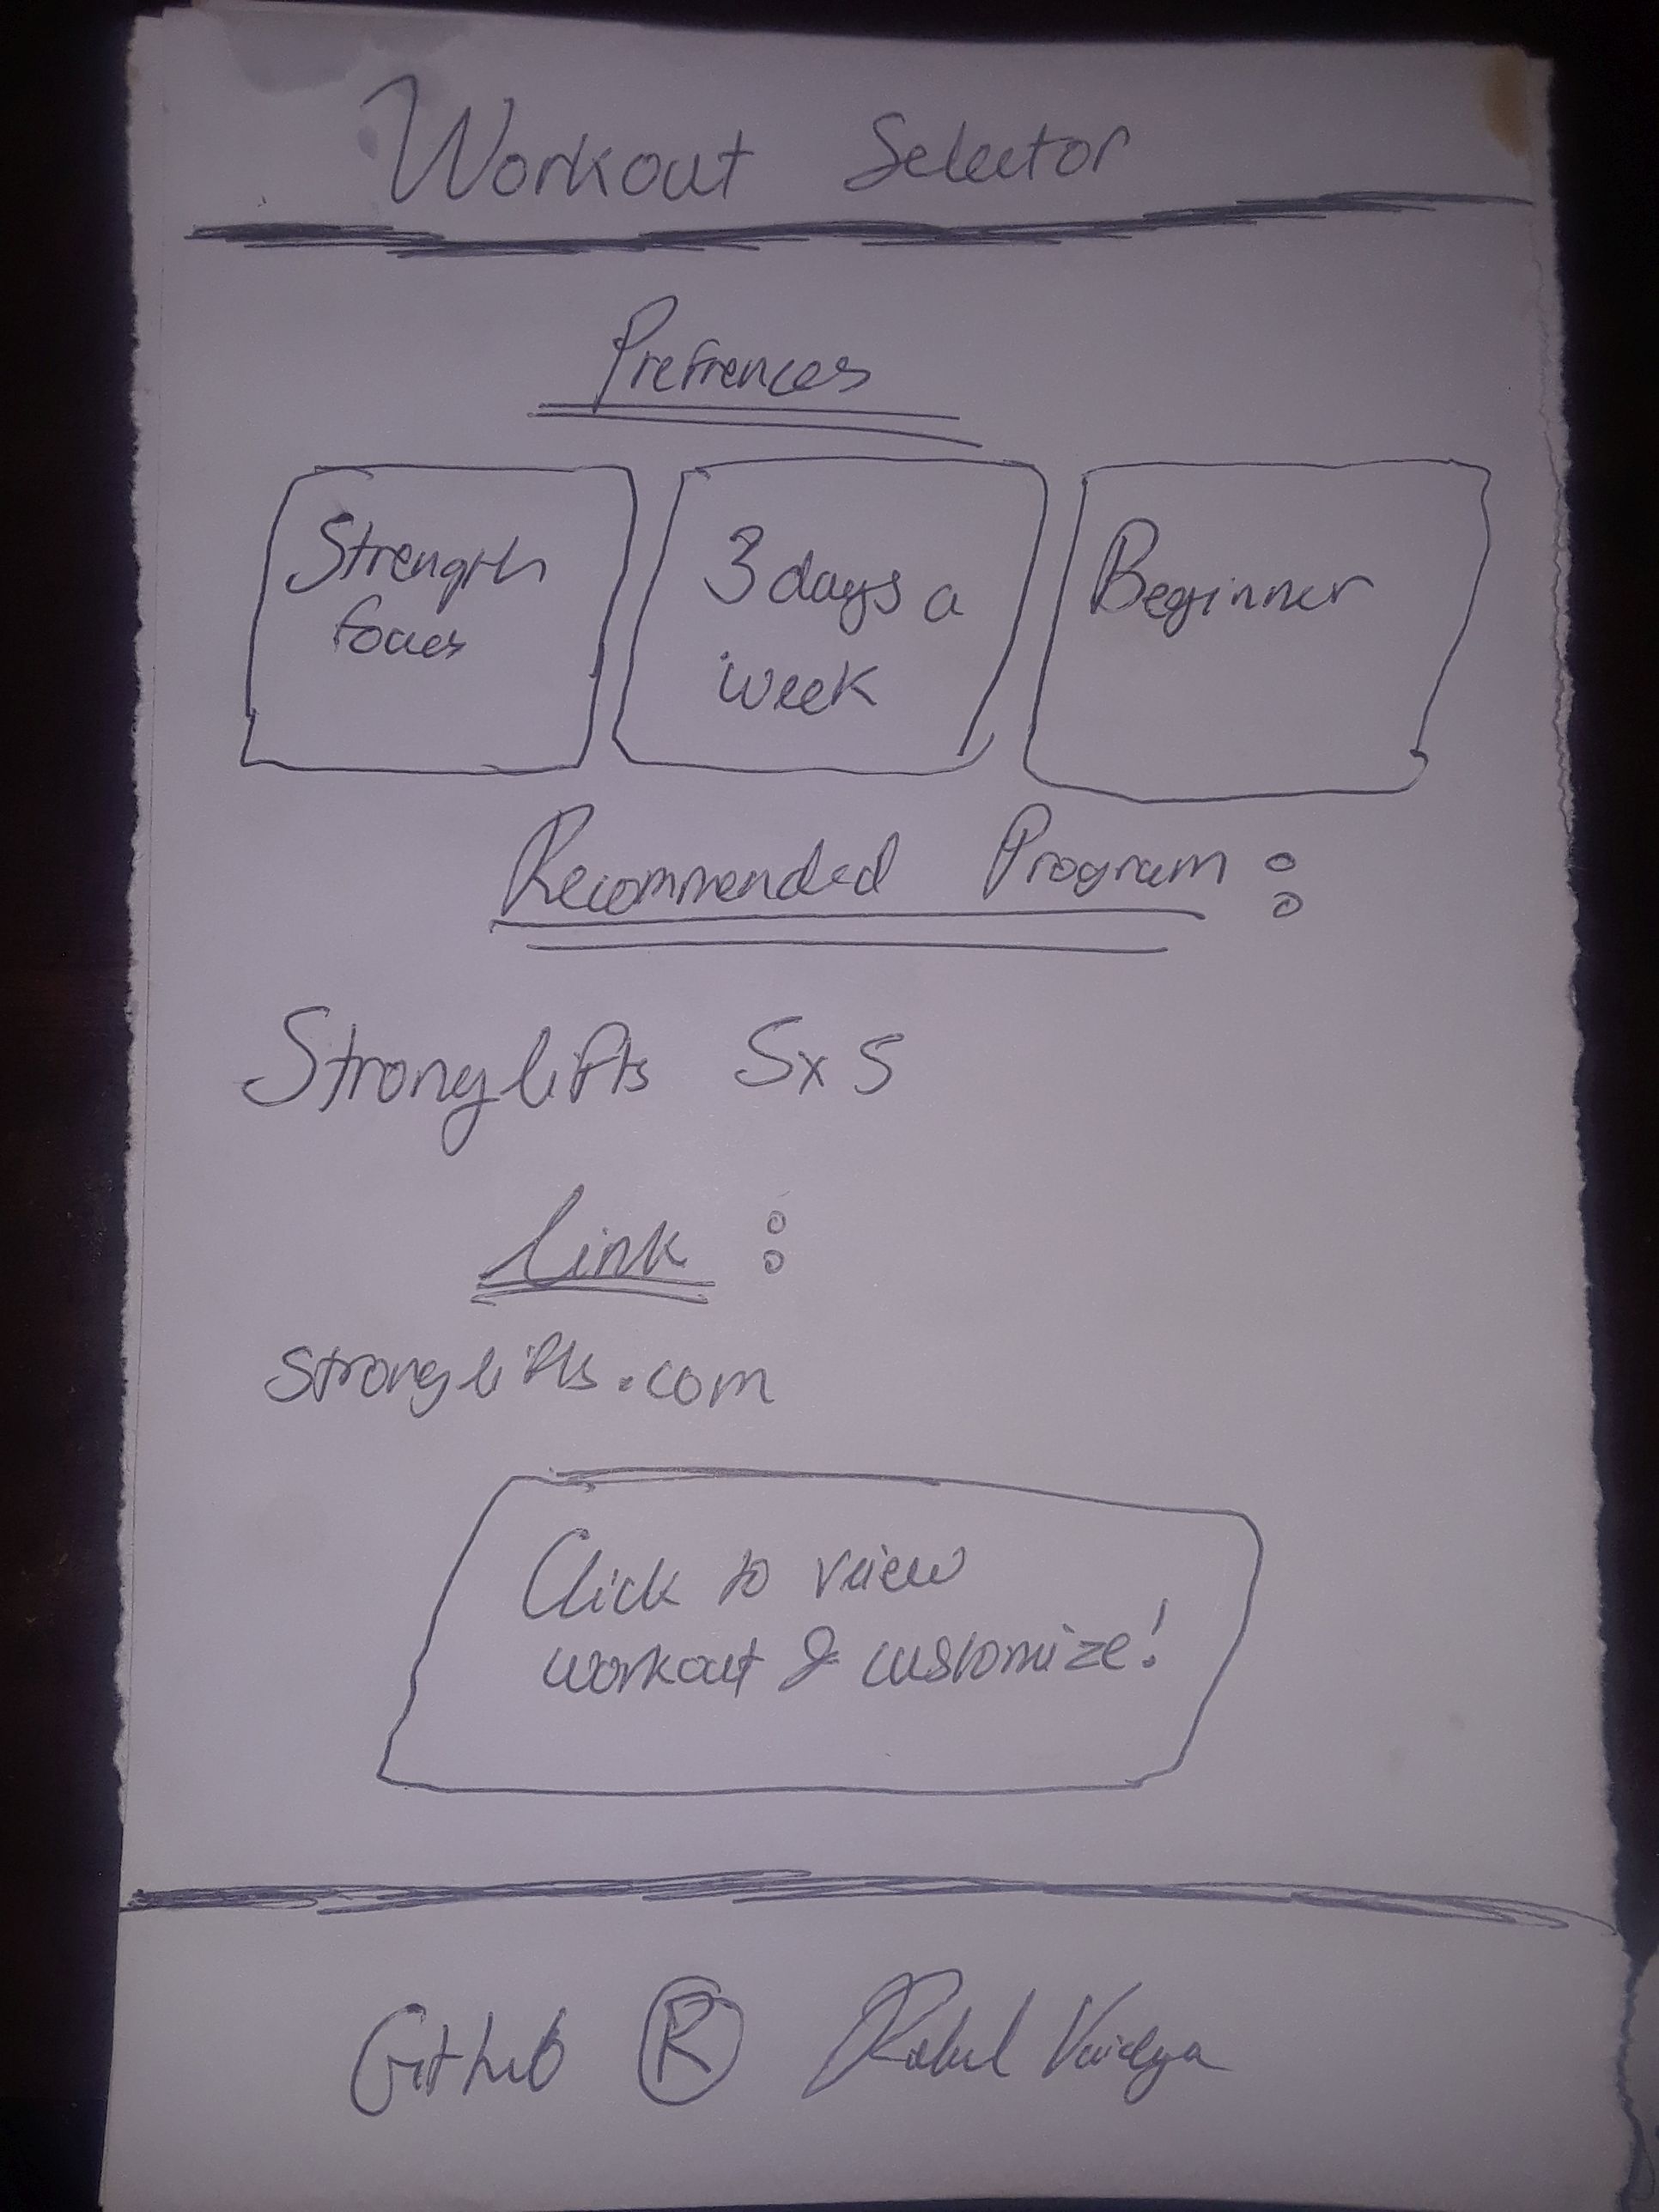 Workout Selector
Prefrences
Strength
focus
3 days a
week
Beginner
Recommended Program :
Stronglifts 5x5
Link :
stronglifts.com
Click to view
workout & customize!
Github ® Rahul Vaidya